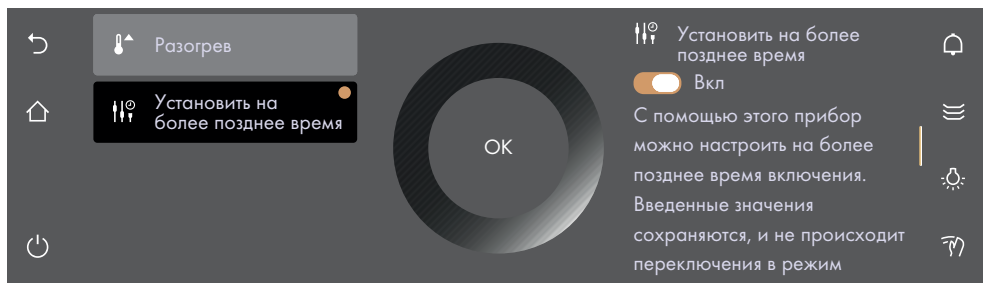 Разогрев
Установить на
более позднее время
OK
Установить на более
позднее время
Вкл
С помощью этого прибор
можно настроить на более
позднее время включения.
Введенные значения
сохраняются, и не происходит
переключения в режим